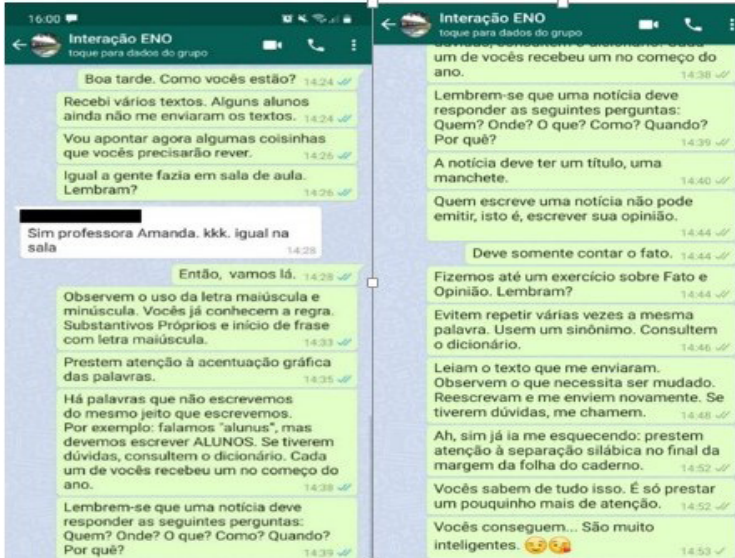 16:00
Interação ENO
toque para dados do grupo
Boa tarde. Como vocês estão? 14:24
Recebi vários textos. Alguns alunos
ainda não me enviaram os textos. 14:24
Vou apontar agora algumas coisinhas
que vocês precisarão rever. 14:26
Igual a gente fazia em sala de aula.
Lembram? 14:26
Sim professora Amanda. kkk. igual na
sala 14:28
Então, vamos lá. 14:28
Observem o uso da letra maiúscula e
minúscula. Vocês já conhecem a regra.
Substantivos Próprios e início de frase
com letra maiúscula. 14:33
Prestem atenção à acentuação gráfica
das palavras. 14:35
Há palavras que não escrevemos
do mesmo jeito que escrevemos.
Por exemplo: falamos "alunus", mas
devemos escrever ALUNOS. Se tiverem
dúvidas, consultem o dicionário. Cada
um de vocês recebeu um no começo do
ano. 14:38
Lembrem-se que uma notícia deve
responder as seguintes perguntas:
Quem? Onde? O que? Como? Quando?
Por quê? 14:39
Interação ENO
toque para dados do grupo
um de vocês recebeu um no começo do
ano. 14:38
Lembrem-se que uma notícia deve
responder as seguintes perguntas:
Quem? Onde? O que? Como? Quando?
Por quê? 14:39
A notícia deve ter um título, uma
manchete. 14:40
Quem escreve uma notícia não pode
emitir, isto é, escrever sua opinião.
14:44
Deve somente contar o fato. 14:44
Fizemos até um exercício sobre Fato e
Opinião. Lembram? 14:44
Evitem repetir várias vezes a mesma
palavra. Usem um sinônimo. Consultem
o dicionário. 14:46
Leiam o texto que me enviaram.
Observem o que necessita ser mudado.
Reescrevam e me enviem novamente. Se
tiverem dúvidas, me chamem. 14:48
Ah, sim já ia me esquecendo: prestem
atenção à separação silábica no final da
margem da folha do caderno. 14:52
Vocês sabem de tudo isso. É só prestar
um pouquinho mais de atenção. 14:52
Vocês conseguem... São muito
inteligentes. 14:53